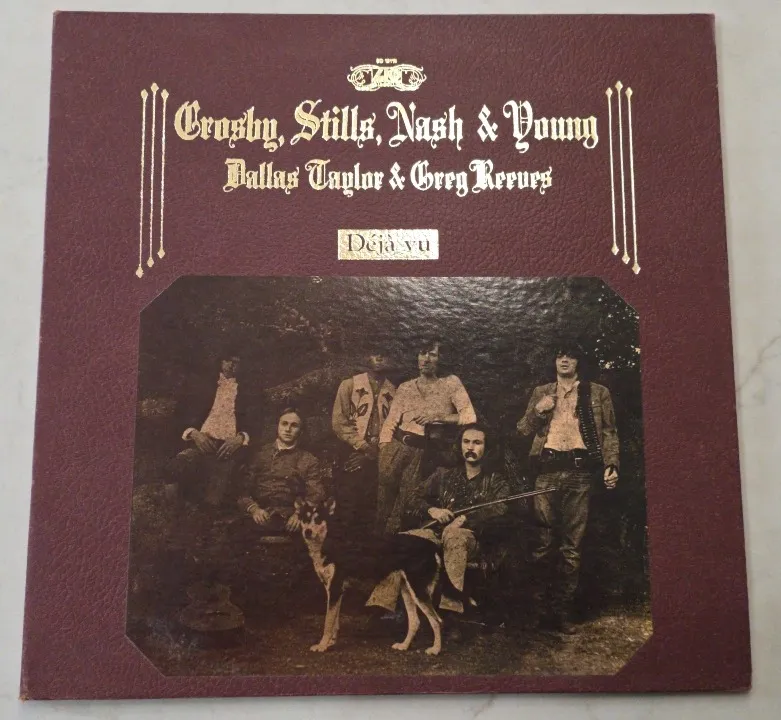 Crosby, Stills, Nash & Young
Dallas Taylor & Greg Reeves
Déjà vu